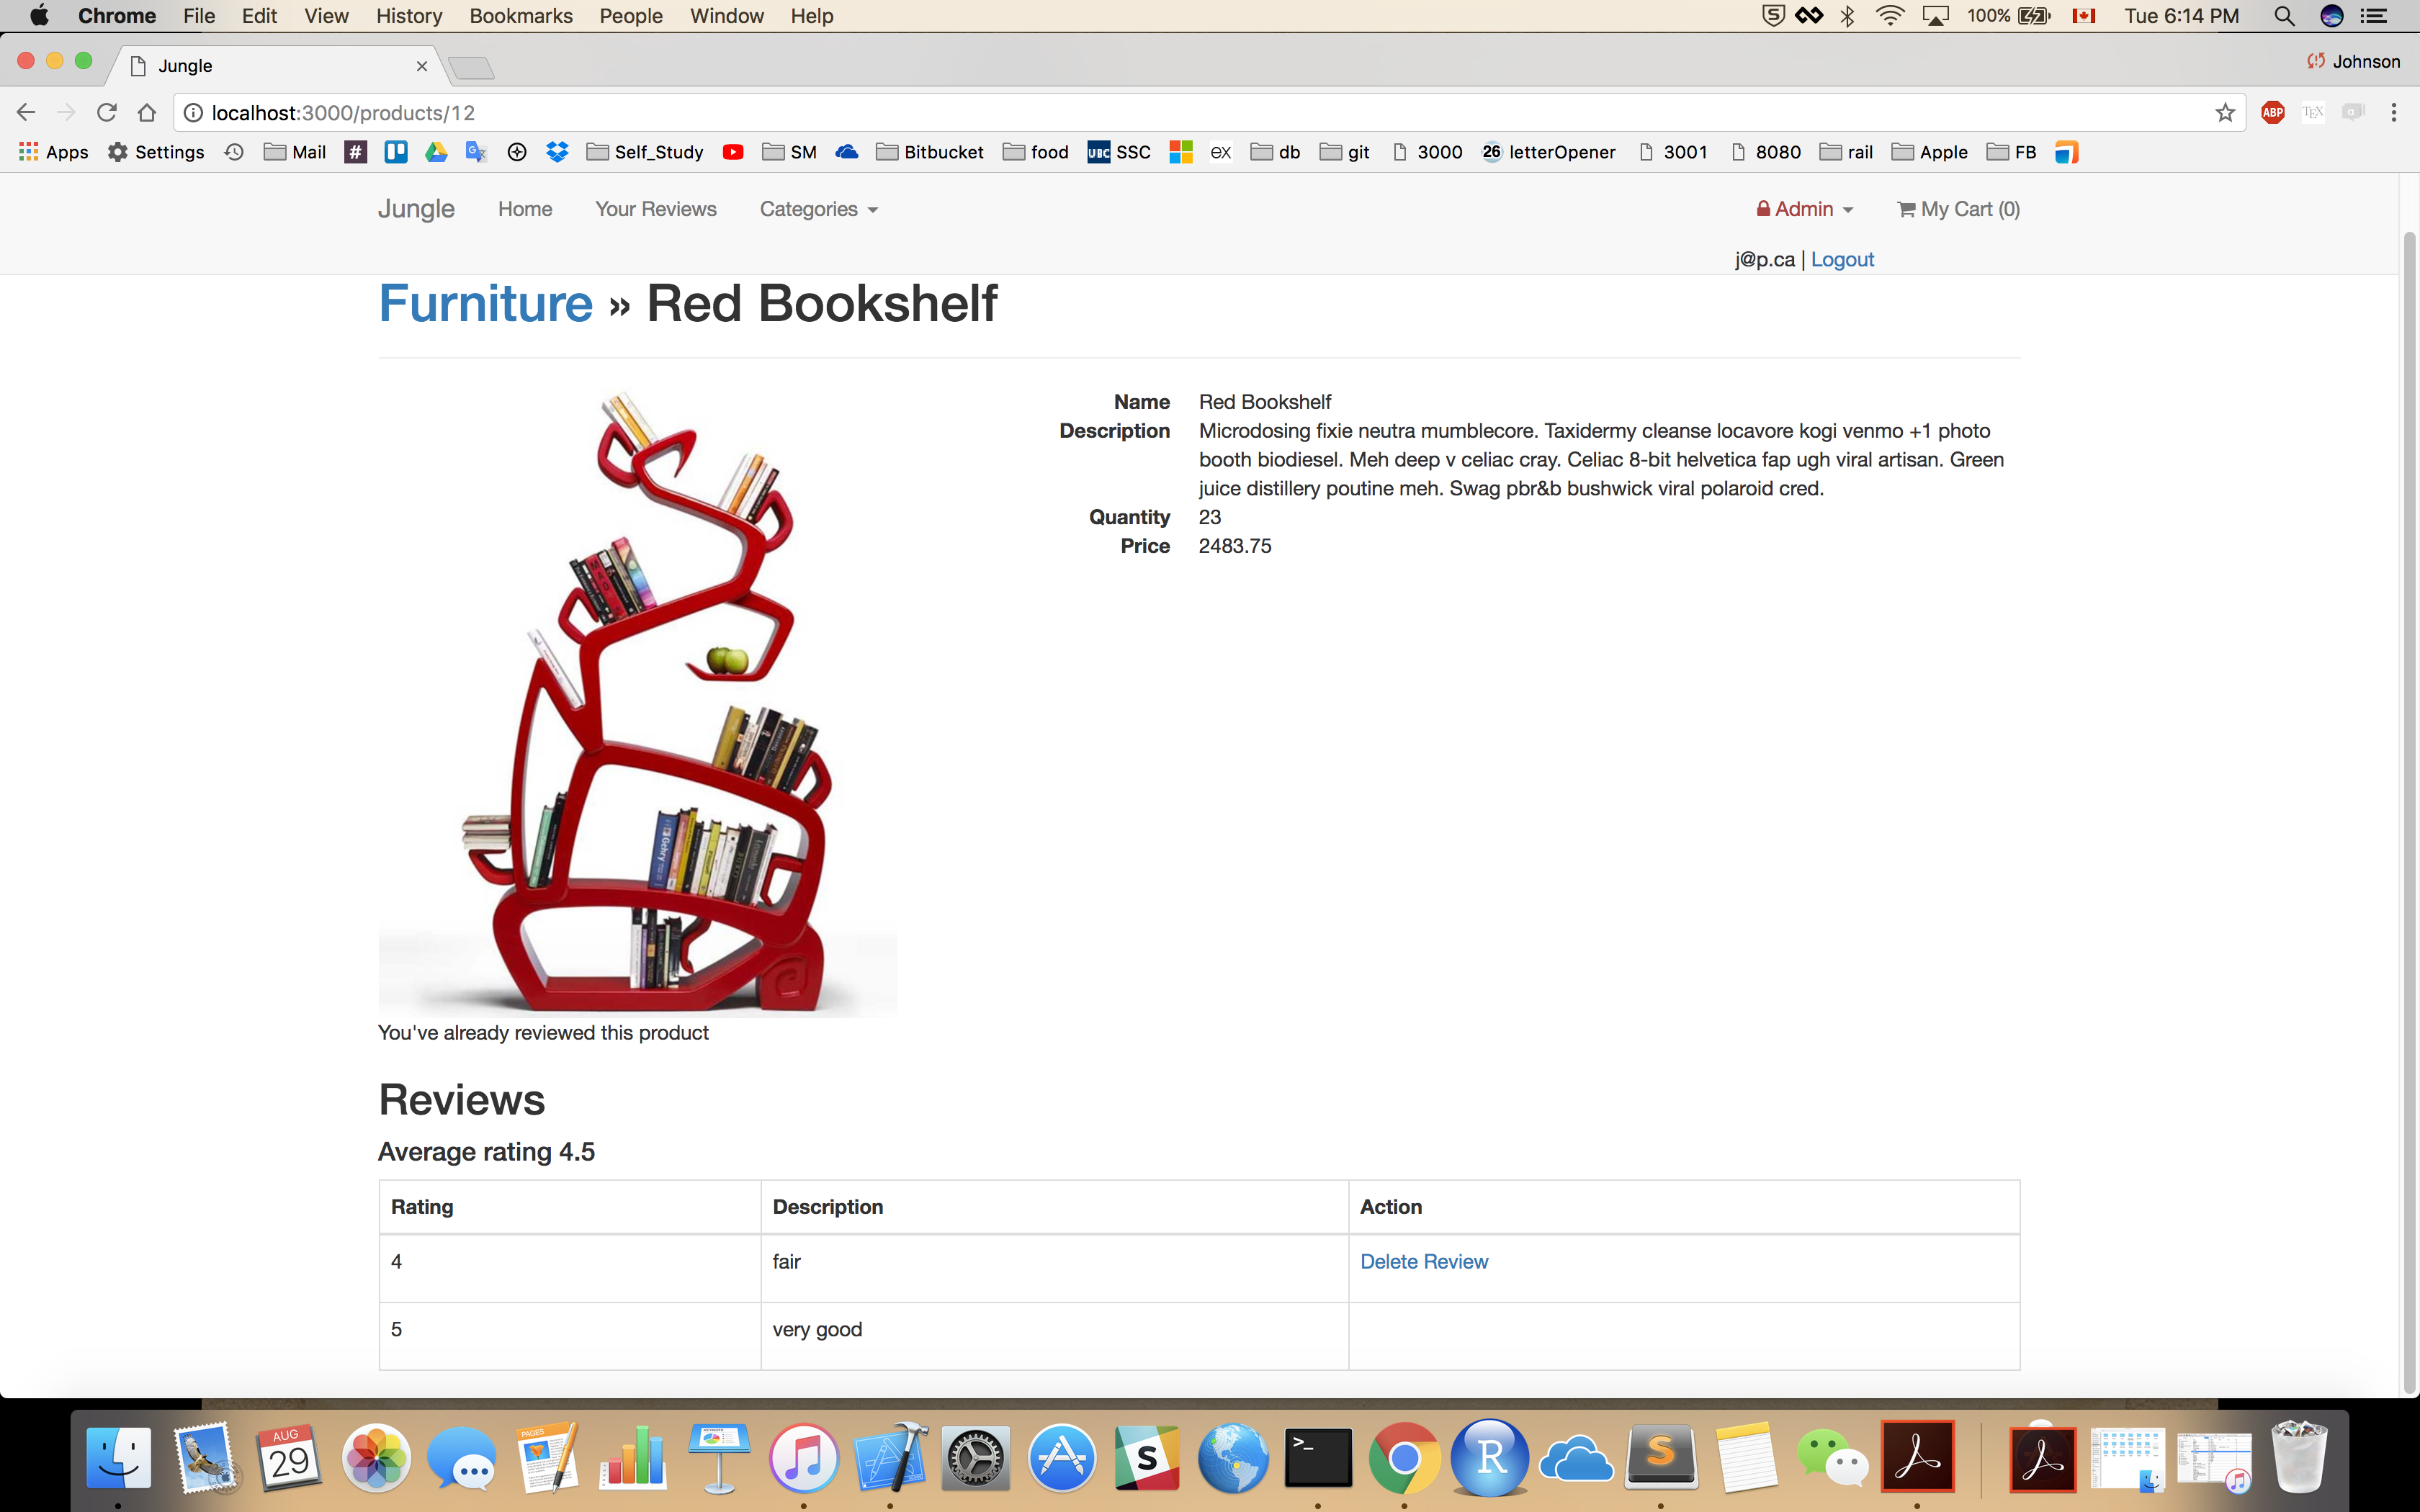 Chrome File Edit View History Bookmarks People Window Help 100% Tue 6:14 PM
Jungle Johnson
localhost:3000/products/12 ABP TEX
Apps Settings Mail # Self_Study SM Bitbucket food UBC SSC ex db git 3000 26 letterOpener 3001 8080 rail Apple FB
Jungle Home Your Reviews Categories Admin My Cart (0)
j@p.ca | Logout
Furniture » Red Bookshelf
Name Red Bookshelf
Description Microdosing fixie neutra mumblecore. Taxidermy cleanse locavore kogi venmo +1 photo
booth biodiesel. Meh deep v celiac cray. Celiac 8-bit helvetica fap ugh viral artisan. Green
juice distillery poutine meh. Swag pbr&b bushwick viral polaroid cred.
Quantity 23
Price 2483.75
Gehry
You've already reviewed this product
Reviews
Average rating 4.5
Rating Description Action
4 fair Delete Review
5 very good
AUG
29
PAGES
S
>_
R
S